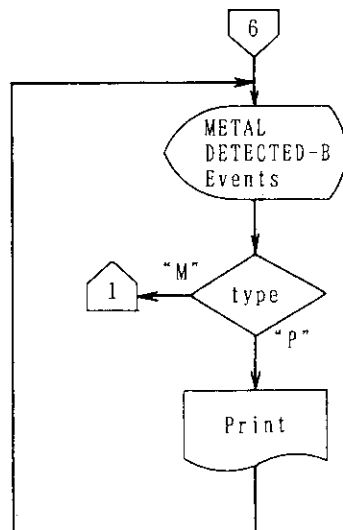 6
METAL
DETECTED-B
Events
"M"
1
type
"P"
Print